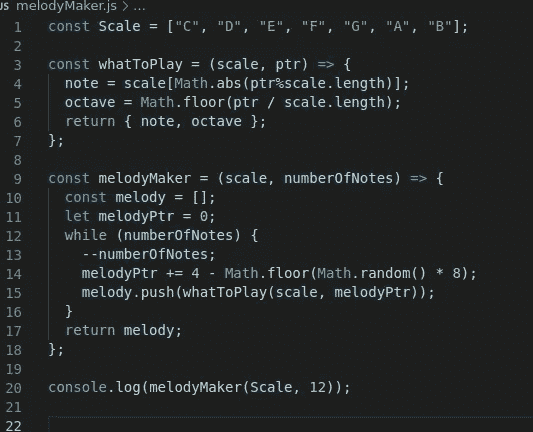 JS melodyMaker.js > ...
1 const Scale = ["C", "D", "E", "F", "G", "A", "B"];
2
3 const whatToPlay = (scale, ptr) => {
4   note = scale[Math.abs(ptr%scale.length)];
5   octave = Math.floor(ptr / scale.length);
6   return { note, octave };
7 };
8
9 const melodyMaker = (scale, numberOfNotes) => {
10   const melody = [];
11   let melodyPtr = 0;
12   while (numberOfNotes) {
13     --numberOfNotes;
14     melodyPtr += 4 - Math.floor(Math.random() * 8);
15     melody.push(whatToPlay(scale, melodyPtr));
16   }
17   return melody;
18 };
19
20 console.log(melodyMaker(Scale, 12));
21
22